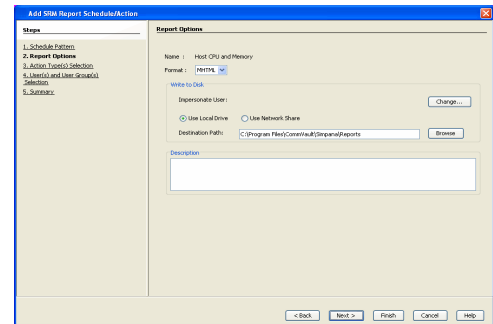 Add SRM Report Schedule/Action
Steps
Report Options
1. Schedule Pattern
2. Report Options
3. Action Type(s) Selection
4. User(s) and User Group(s)
Selection
5. Summary
Name : Host CPU and Memory
Format : MHTML
Write to Disk
Impersonate User:
Change...
Use Local Drive Use Network Share
Destination Path: C:\Program Files\CommVault\Simpana\Reports Browse
Description
< Back Next > Finish Cancel Help